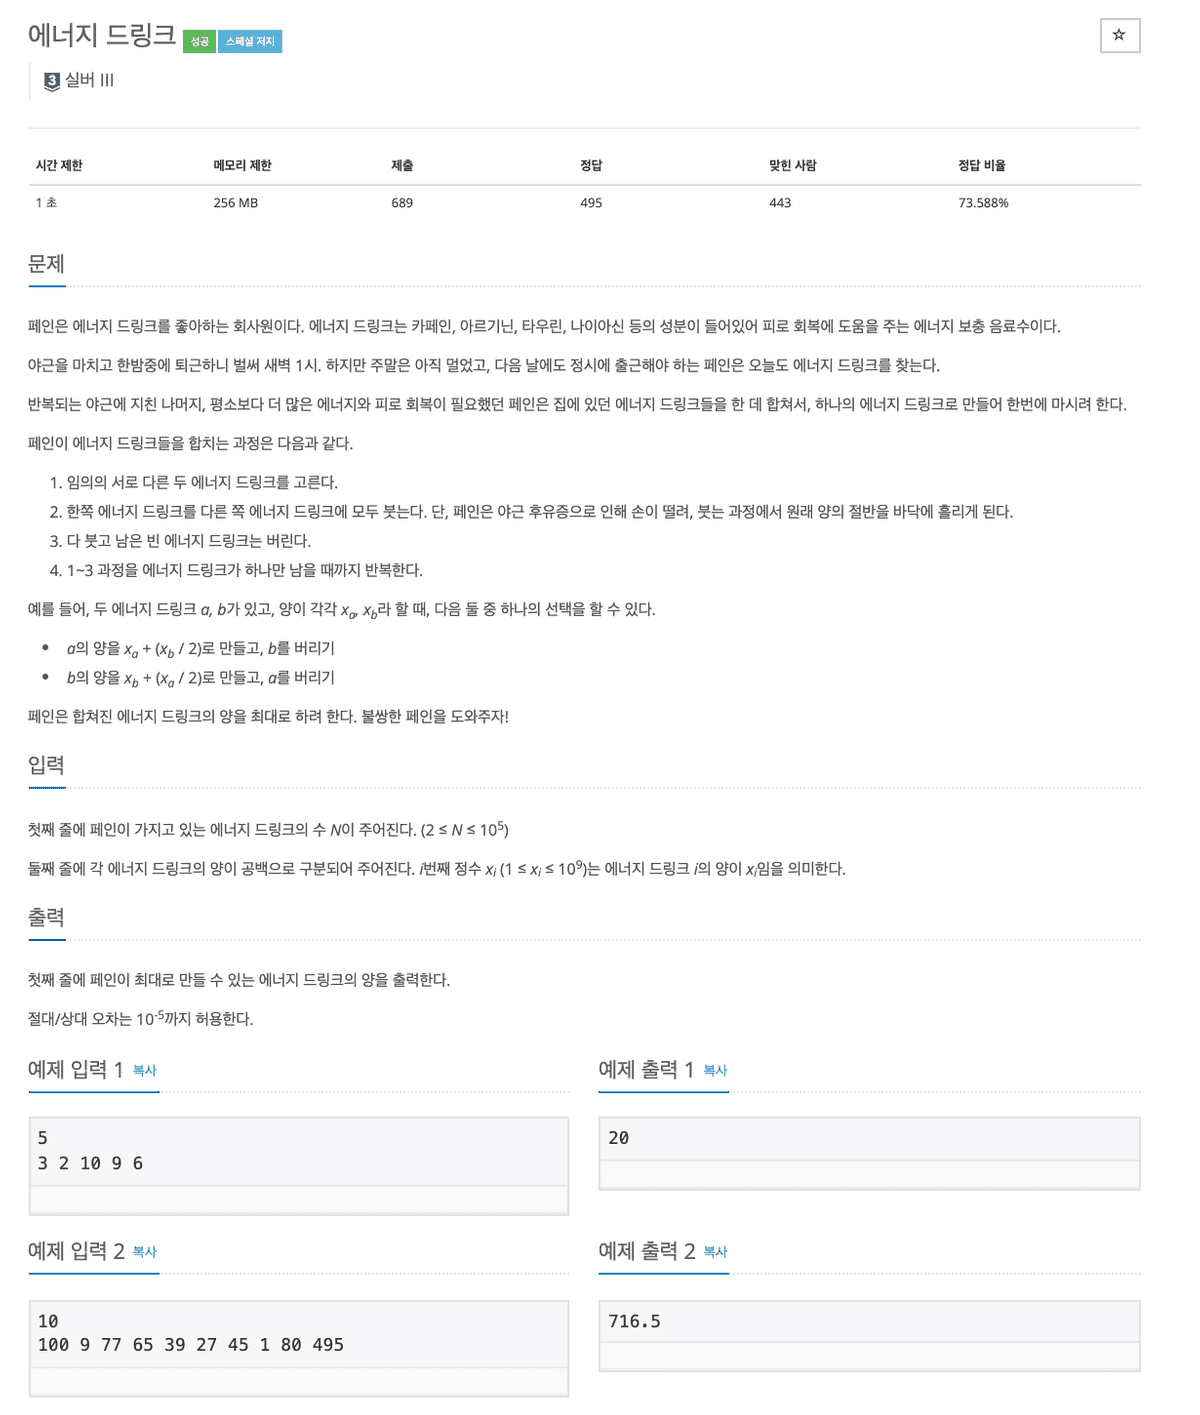 에너지 드링크 성공 스페셜 저지
☆
3 실버 III
시간 제한 메모리 제한 제출 정답 맞힌 사람 정답 비율
1 초 256 MB 689 495 443 73.588%
문제
페인은 에너지 드링크를 좋아하는 회사원이다. 에너지 드링크는 카페인, 아르기닌, 타우린, 나이아신 등의 성분이 들어있어 피로 회복에 도움을 주는 에너지 보충 음료수이다.
야근을 마치고 한밤중에 퇴근하니 벌써 새벽 1시. 하지만 주말은 아직 멀었고, 다음 날에도 정시에 출근해야 하는 페인은 오늘도 에너지 드링크를 찾는다.
반복되는 야근에 지친 나머지, 평소보다 더 많은 에너지와 피로 회복이 필요했던 페인은 집에 있던 에너지 드링크들을 한 데 합쳐서, 하나의 에너지 드링크로 만들어 한번에 마시려 한다.
페인이 에너지 드링크들을 합치는 과정은 다음과 같다.
1. 임의의 서로 다른 두 에너지 드링크를 고른다.
2. 한쪽 에너지 드링크를 다른 쪽 에너지 드링크에 모두 붓는다. 단, 페인은 야근 후유증으로 인해 손이 떨려, 붓는 과정에서 원래 양의 절반을 바닥에 흘리게 된다.
3. 다 붓고 남은 빈 에너지 드링크는 버린다.
4. 1~3 과정을 에너지 드링크가 하나만 남을 때까지 반복한다.
예를 들어, 두 에너지 드링크 a, b가 있고, 양이 각각 xₐ, x_b라 할 때, 다음 둘 중 하나의 선택을 할 수 있다.
• a의 양을 xₐ + (x_b / 2)로 만들고, b를 버리기
• b의 양을 x_b + (xₐ / 2)로 만들고, a를 버리기
페인은 합쳐진 에너지 드링크의 양을 최대로 하려 한다. 불쌍한 페인을 도와주자!
입력
첫째 줄에 페인이 가지고 있는 에너지 드링크의 수 N이 주어진다. (2 ≤ N ≤ 10⁵)
둘째 줄에 각 에너지 드링크의 양이 공백으로 구분되어 주어진다. i번째 정수 xᵢ (1 ≤ xᵢ ≤ 10⁹)는 에너지 드링크 i의 양이 xᵢ임을 의미한다.
출력
첫째 줄에 페인이 최대로 만들 수 있는 에너지 드링크의 양을 출력한다.
절대/상대 오차는 10⁻⁵까지 허용한다.
예제 입력 1 복사
5
3 2 10 9 6
예제 출력 1 복사
20
예제 입력 2 복사
10
100 9 77 65 39 27 45 1 80 495
예제 출력 2 복사
716.5